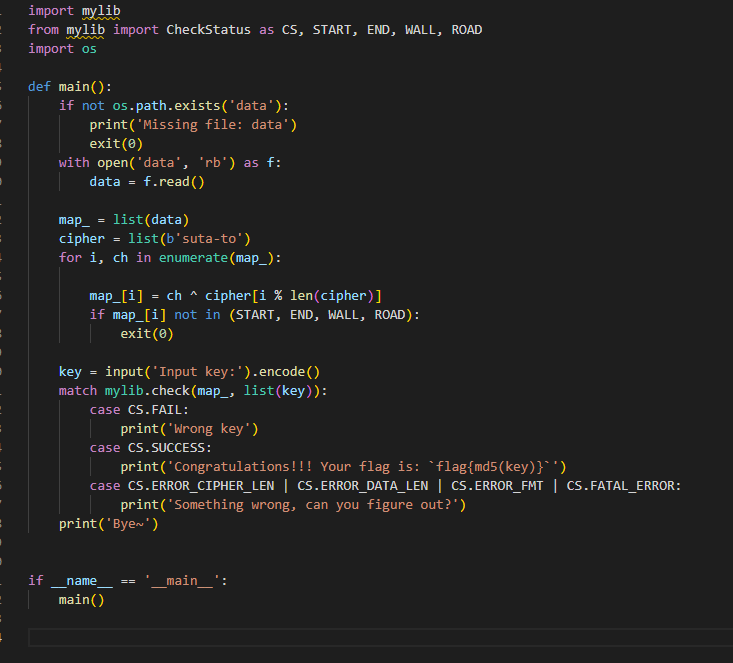 import mylib
from mylib import CheckStatus as CS, START, END, WALL, ROAD
import os
def main():
    if not os.path.exists('data'):
        print('Missing file: data')
        exit(0)
    with open('data', 'rb') as f:
        data = f.read()
    map_ = list(data)
    cipher = list(b'suta-to')
    for i, ch in enumerate(map_):
        map_[i] = ch ^ cipher[i % len(cipher)]
        if map_[i] not in (START, END, WALL, ROAD):
            exit(0)
    key = input('Input key:').encode()
    match mylib.check(map_, list(key)):
        case CS.FAIL:
            print('Wrong key')
        case CS.SUCCESS:
            print('Congratulations!!! Your flag is: `flag{md5(key)}`')
        case CS.ERROR_CIPHER_LEN | CS.ERROR_DATA_LEN | CS.ERROR_FMT | CS.FATAL_ERROR:
            print('Something wrong, can you figure out?')
    print('Bye~')
if __name__ == '__main__':
    main()